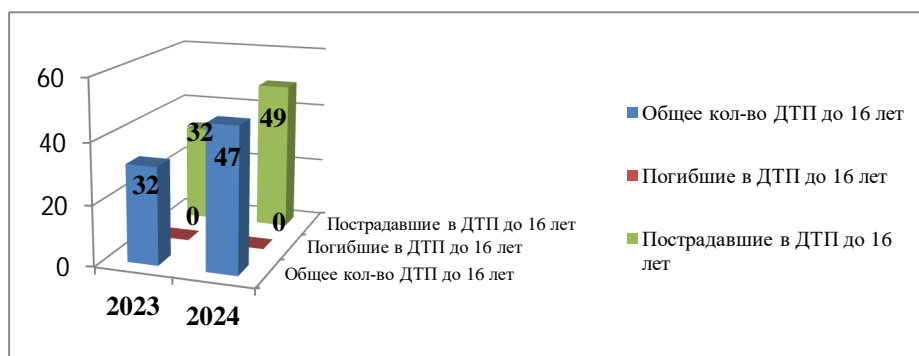 60
40
20
0
32
0
47
32
0
49
2023
2024
Пострадавшие в ДТП до 16 лет
Погибшие в ДТП до 16 лет
Общее кол-во ДТП до 16 лет
Общее кол-во ДТП до 16 лет
Погибшие в ДТП до 16 лет
Пострадавшие в ДТП до 16
лет